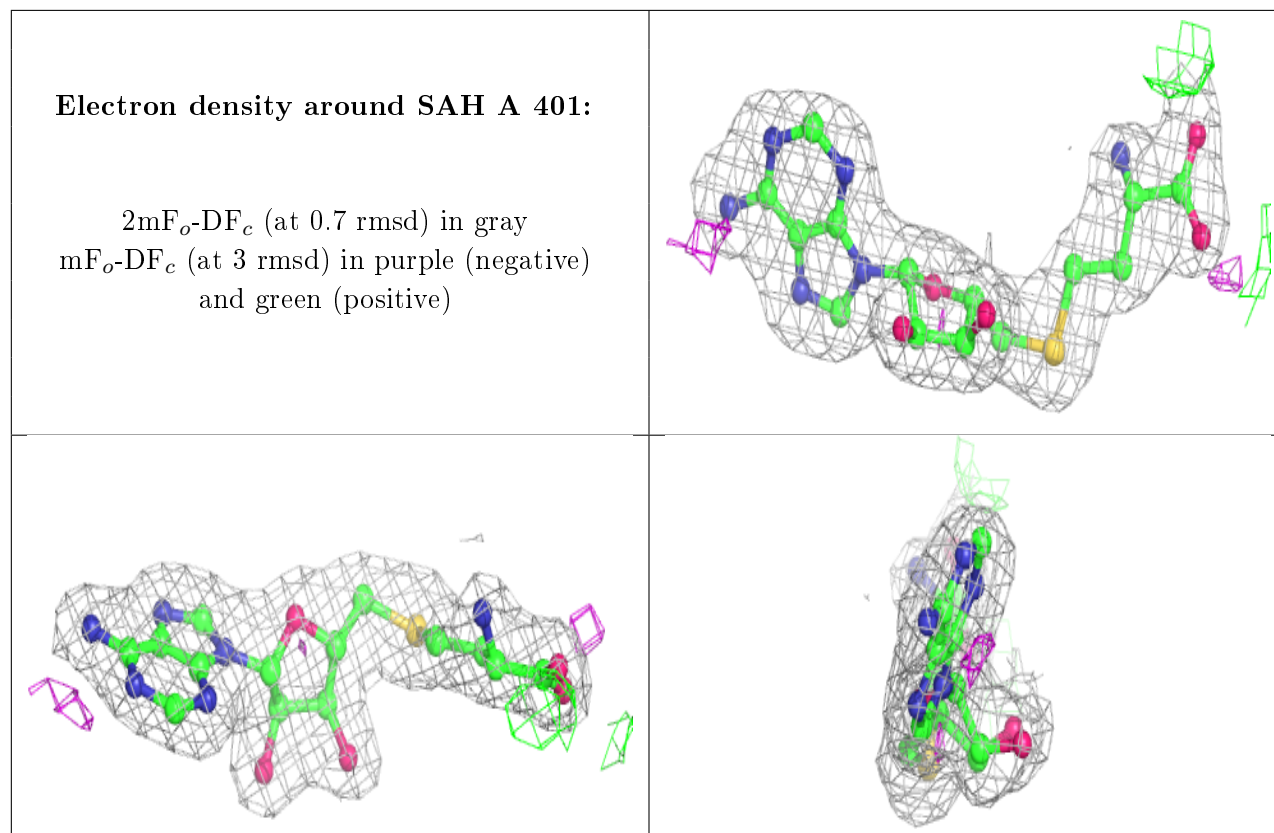 Electron density around SAH A 401:
2mFₒ-DF𝒸 (at 0.7 rmsd) in gray
mFₒ-DF𝒸 (at 3 rmsd) in purple (negative)
and green (positive)